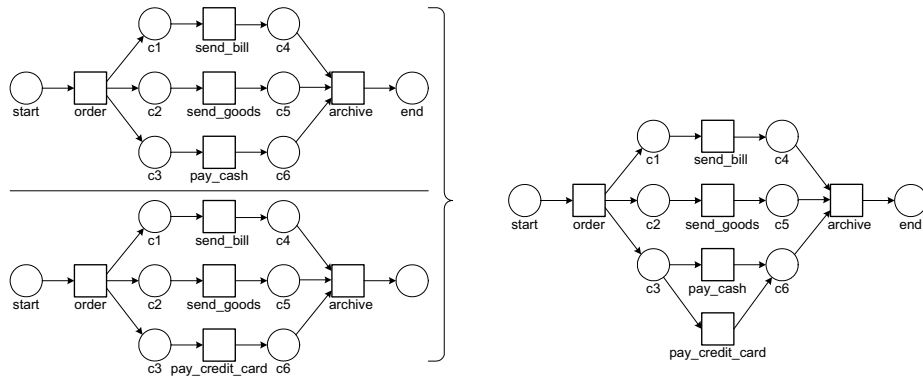 c1 send_bill c4
start order c2 send_goods c5 archive end
c3 pay_cash c6
c1 send_bill c4
start order c2 send_goods c5 archive
c3 pay_credit_card c6
c1 send_bill c4
start order c2 send_goods c5 archive end
c3 pay_cash c6
pay_credit_card